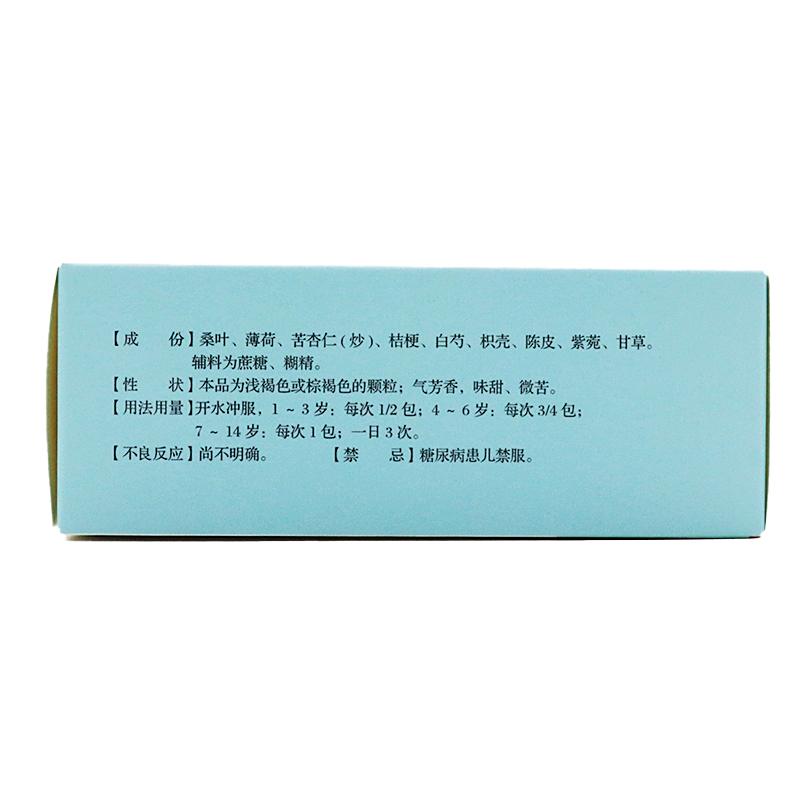 【成　　份】桑叶、薄荷、苦杏仁(炒)、桔梗、白芍、枳壳、陈皮、紫菀、甘草。
辅料为蔗糖、糊精。
【性　　状】本品为浅褐色或棕褐色的颗粒；气芳香，味甜、微苦。
【用法用量】开水冲服，1 ~ 3 岁：每次 1/2 包；4 ~ 6 岁：每次 3/4 包；
7 ~ 14 岁：每次 1 包；一日 3 次。
【不良反应】尚不明确。　　　【禁　　忌】糖尿病患儿禁服。